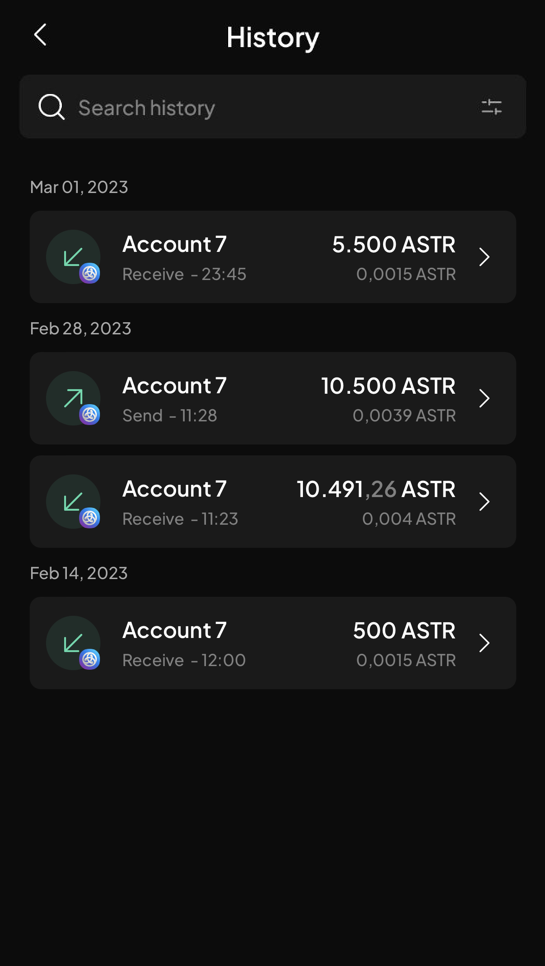 History
Search history
Mar 01, 2023
Account 7 5.500 ASTR
Receive - 23:45 0,0015 ASTR
Feb 28, 2023
Account 7 10.500 ASTR
Send - 11:28 0,0039 ASTR
Account 7 10.491,26 ASTR
Receive - 11:23 0,004 ASTR
Feb 14, 2023
Account 7 500 ASTR
Receive - 12:00 0,0015 ASTR